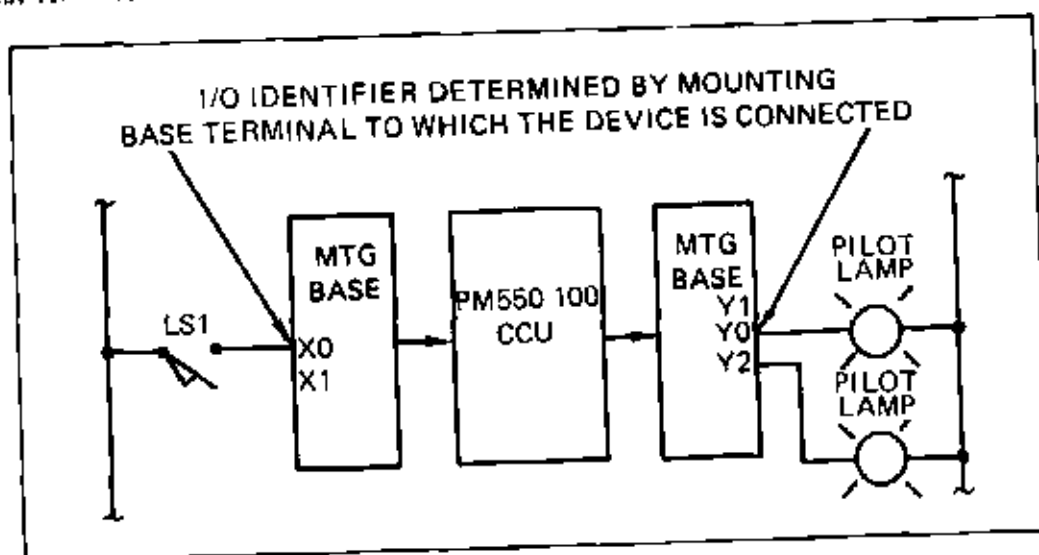 I/O IDENTIFIER DETERMINED BY MOUNTING
BASE TERMINAL TO WHICH THE DEVICE IS CONNECTED
MTG
BASE
LS1
X0
X1
PM550 100
CCU
MTG
BASE
Y1
Y0
Y2
PILOT
LAMP
PILOT
LAMP